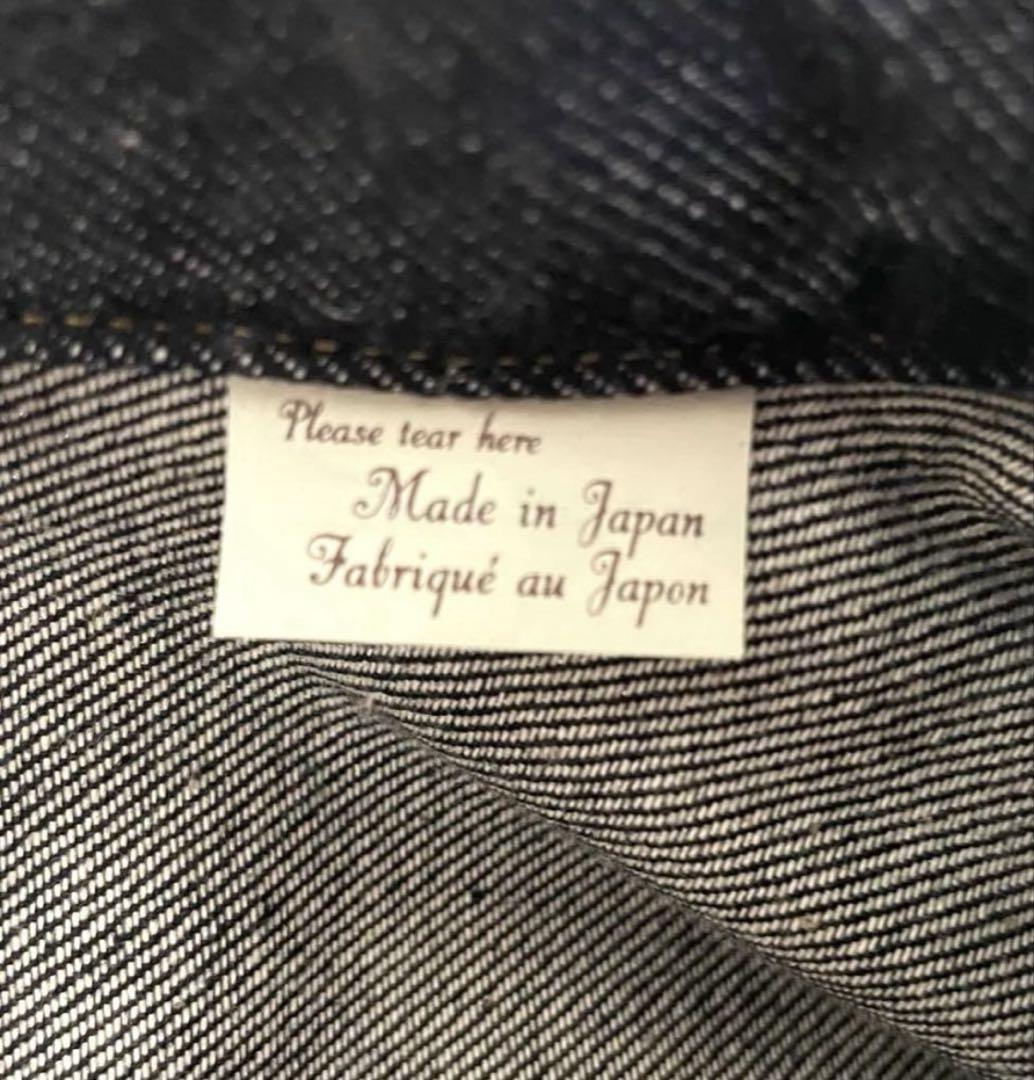 Please tear here
Made in Japan
Fabriqué au Japon